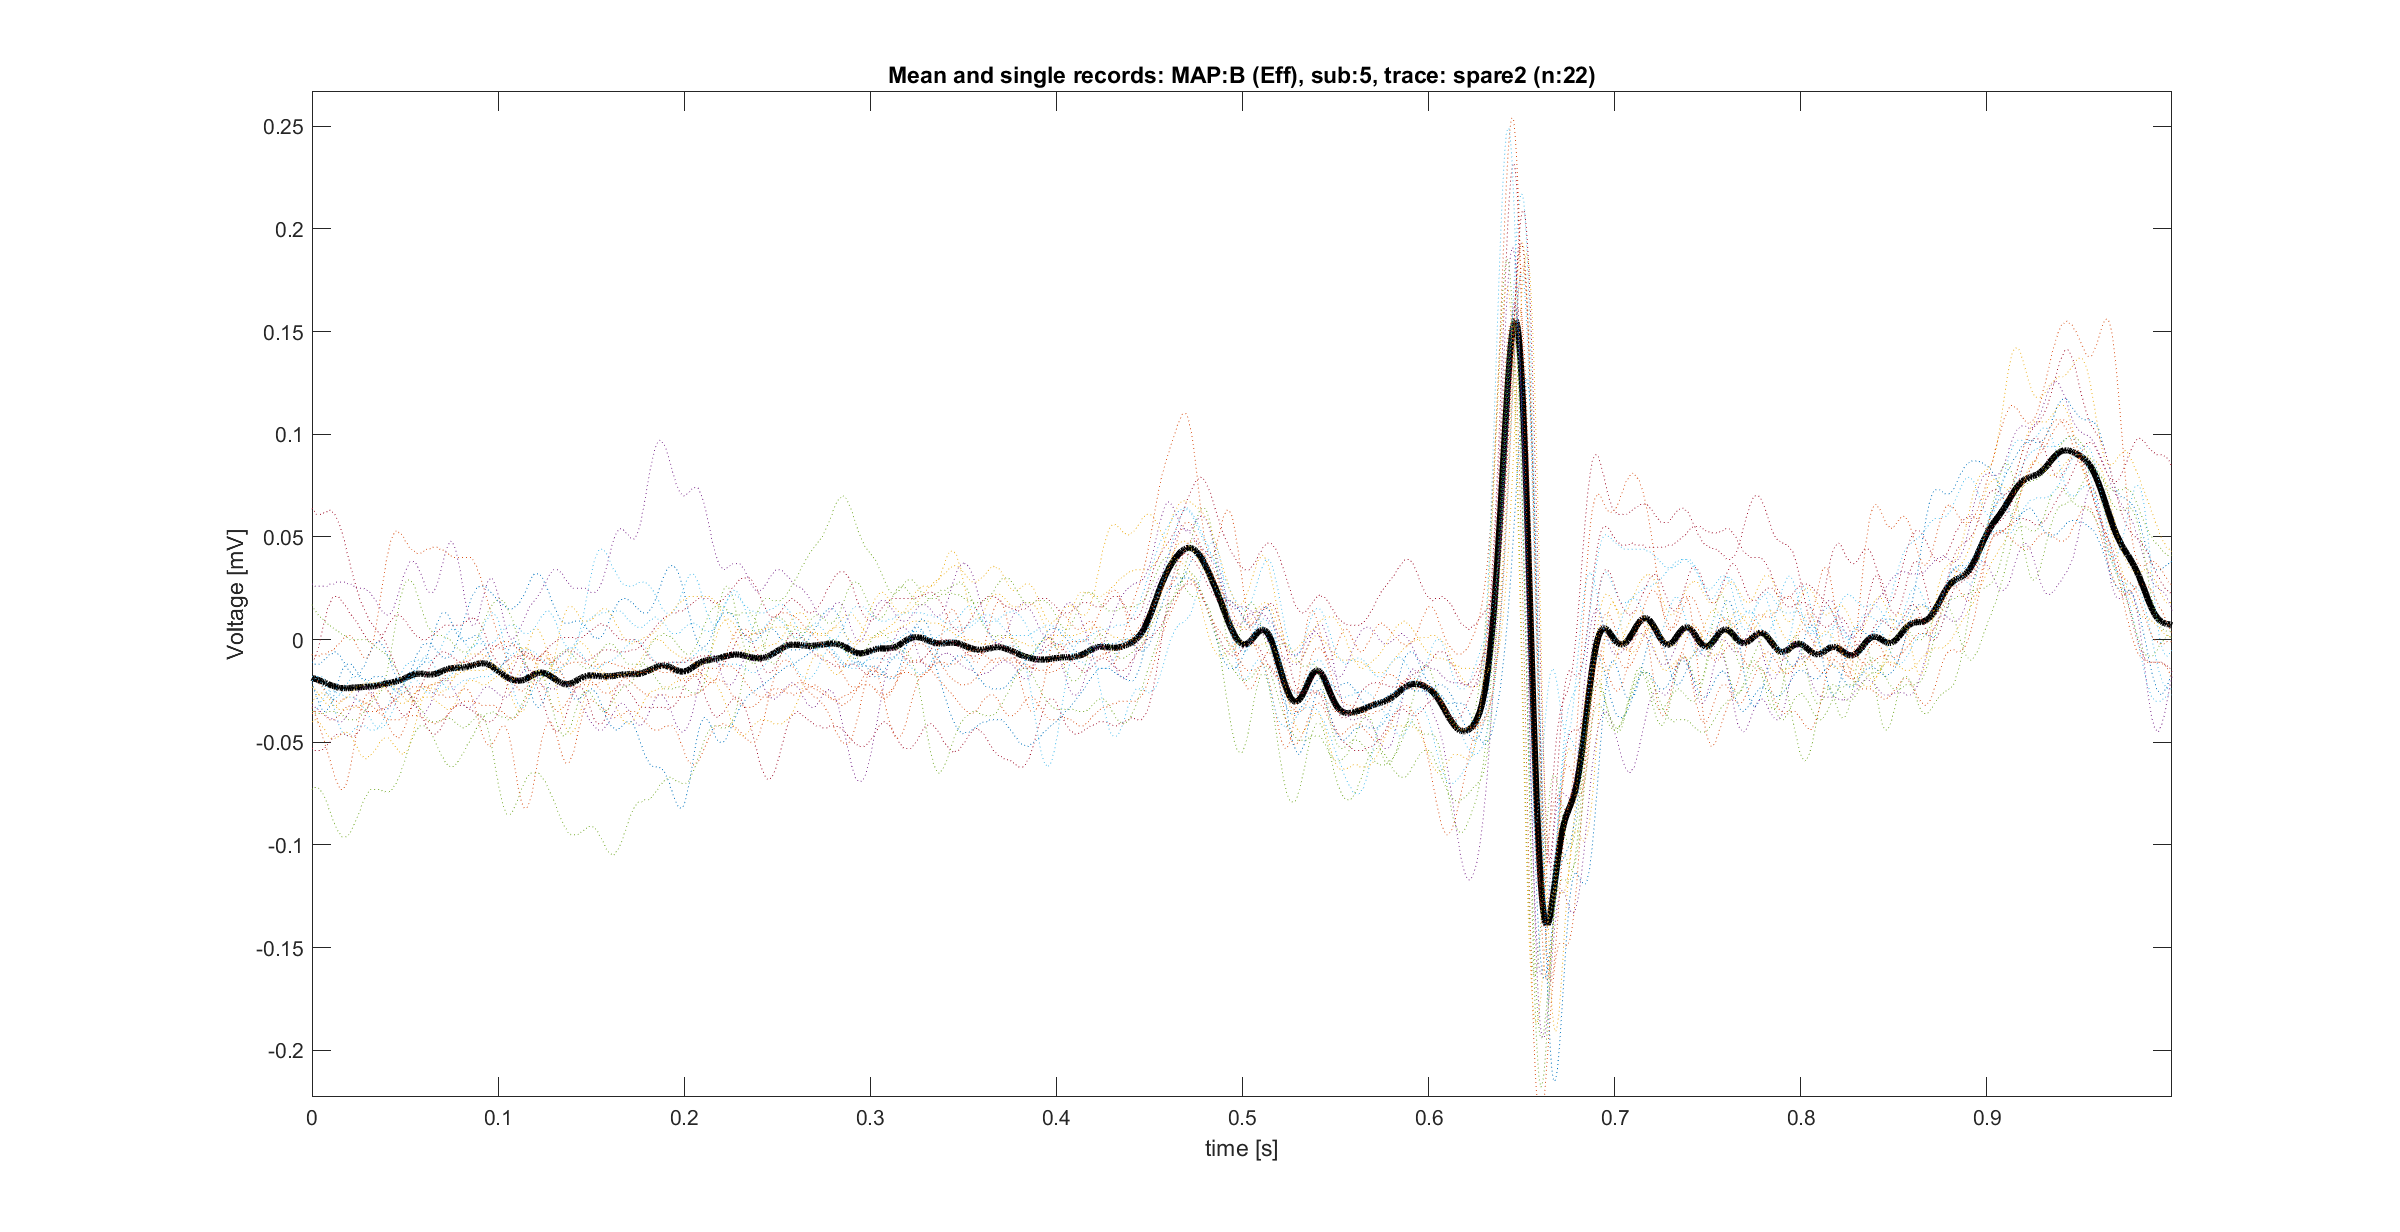 Mean and single records: MAP:B (Eff), sub:5, trace: spare2 (n:22)
0.25
0.2
0.15
0.1
0.05
0
-0.05
-0.1
-0.15
-0.2
Voltage [mV]
0 0.1 0.2 0.3 0.4 0.5 0.6 0.7 0.8 0.9
time [s]